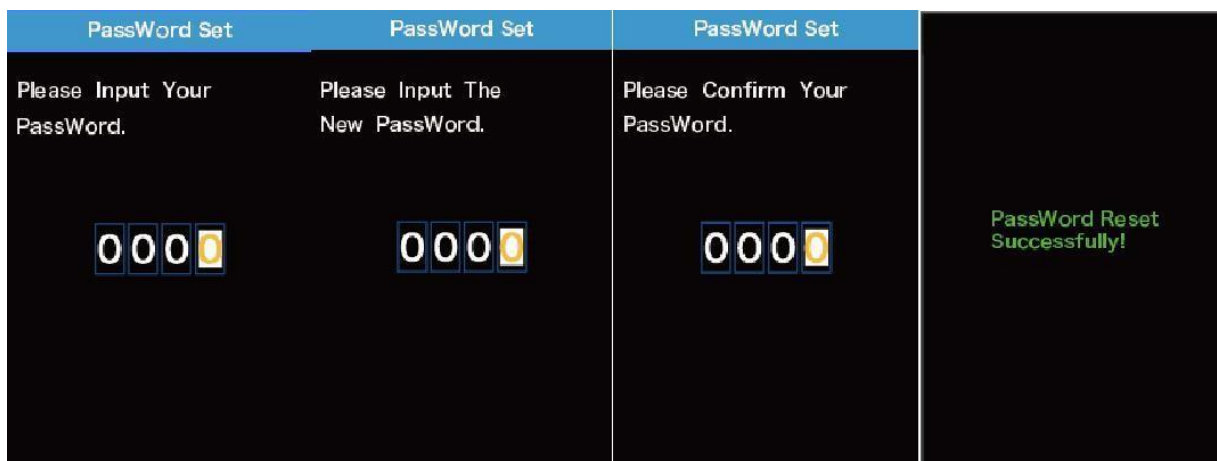 PassWord Set
Please Input Your
PassWord.
0000
PassWord Set
Please Input The
New PassWord.
0000
PassWord Set
Please Confirm Your
PassWord.
0000
PassWord Reset
Successfully!